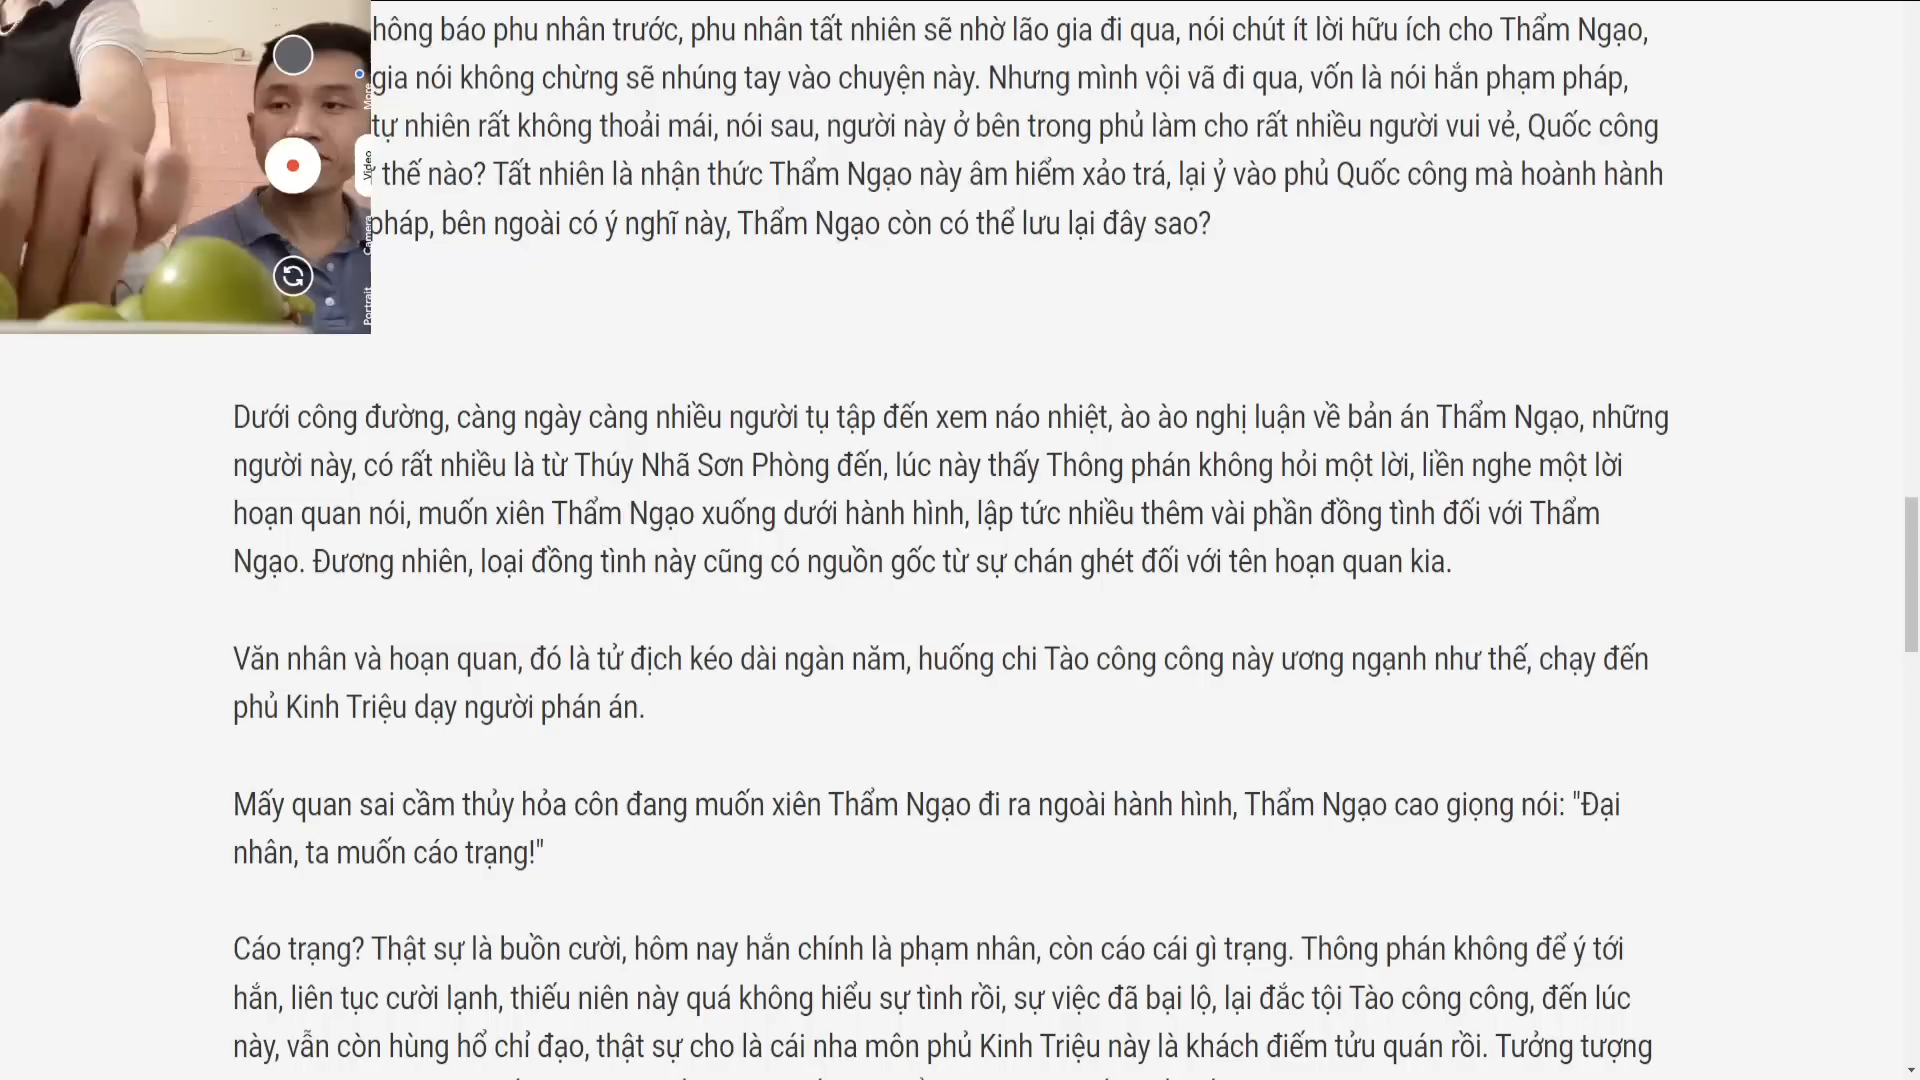 hông báo phu nhân trước, phu nhân tất nhiên sẽ nhờ lão gia đi qua, nói chút ít lời hữu ích cho Thẩm Ngạo,
gia nói không chừng sẽ nhúng tay vào chuyện này. Nhưng mình vội vã đi qua, vốn là nói hắn phạm pháp,
tự nhiên rất không thoải mái, nói sau, người này ở bên trong phủ làm cho rất nhiều người vui vẻ, Quốc công
thế nào? Tất nhiên là nhận thức Thẩm Ngạo này âm hiểm xảo trá, lại ỷ vào phủ Quốc công mà hoành hành
pháp, bên ngoài có ý nghĩ này, Thẩm Ngạo còn có thể lưu lại đây sao?
More
Video
Camera
Portrait
Dưới công đường, càng ngày càng nhiều người tụ tập đến xem náo nhiệt, ào ào nghị luận về bản án Thẩm Ngạo, những
người này, có rất nhiều là từ Thúy Nhã Sơn Phòng đến, lúc này thấy Thông phán không hỏi một lời, liền nghe một lời
hoạn quan nói, muốn xiên Thẩm Ngạo xuống dưới hành hình, lập tức nhiều thêm vài phần đồng tình đối với Thẩm
Ngạo. Đương nhiên, loại đồng tình này cũng có nguồn gốc từ sự chán ghét đối với tên hoạn quan kia.
Văn nhân và hoạn quan, đó là tử địch kéo dài ngàn năm, huống chi Tào công công này ương ngạnh như thế, chạy đến
phủ Kinh Triệu dạy người phán án.
Mấy quan sai cầm thủy hỏa côn đang muốn xiên Thẩm Ngạo đi ra ngoài hành hình, Thẩm Ngạo cao giọng nói: "Đại
nhân, ta muốn cáo trạng!"
Cáo trạng? Thật sự là buồn cười, hôm nay hắn chính là phạm nhân, còn cáo cái gì trạng. Thông phán không để ý tới
hắn, liên tục cười lạnh, thiếu niên này quá không hiểu sự tình rồi, sự việc đã bại lộ, lại đắc tội Tào công công, đến lúc
này, vẫn còn hùng hổ chỉ đạo, thật sự cho là cái nha môn phủ Kinh Triệu này là khách điếm tửu quán rồi. Tưởng tượng